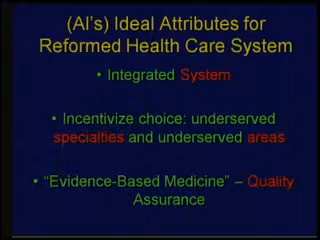 (Al's) Ideal Attributes for
Reformed Health Care System
• Integrated System
• Incentivize choice: underserved
specialties and underserved areas
• “Evidence-Based Medicine” – Quality
Assurance